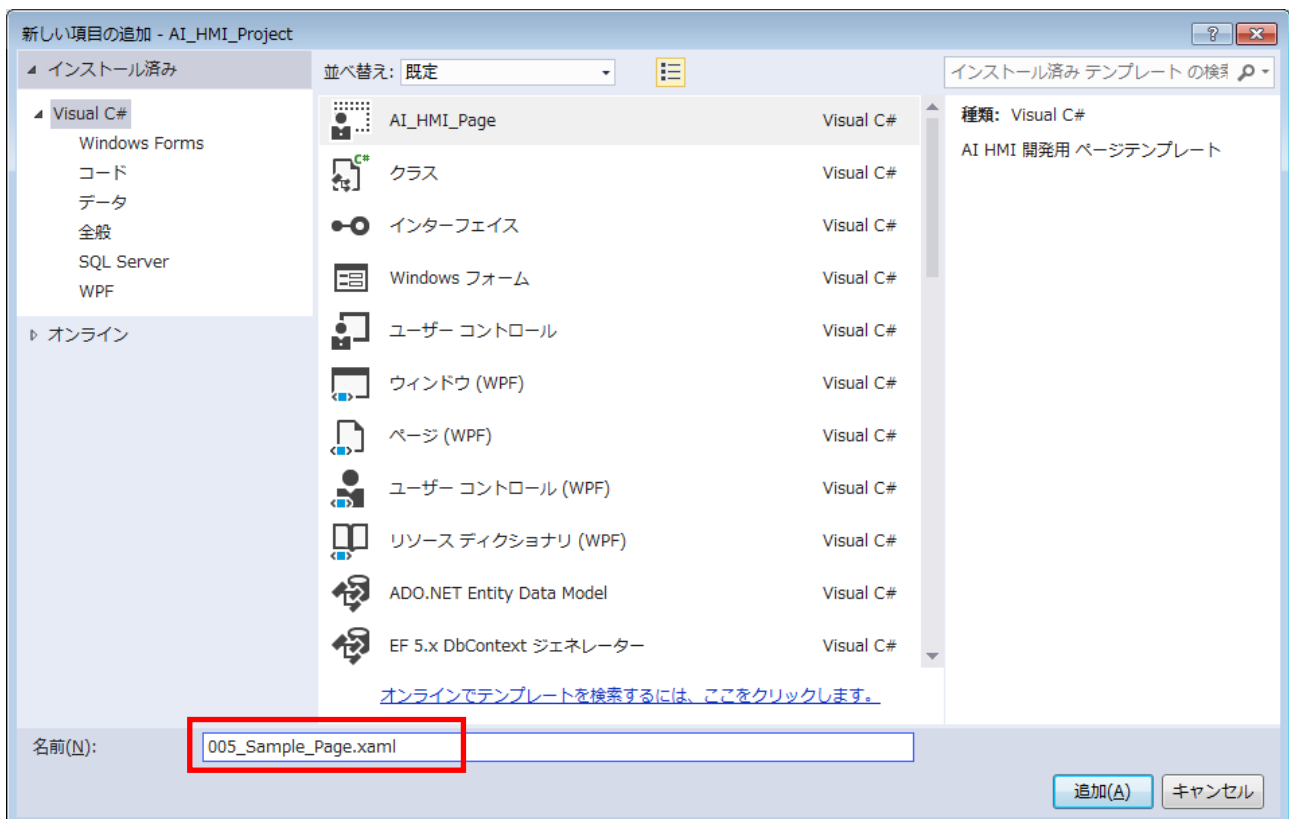 新しい項目の追加 - AI_HMI_Project
インストール済み
並べ替え: 既定
インストール済み テンプレート の検索
Visual C#
Windows Forms
コード
データ
全般
SQL Server
WPF
オンライン
AI_HMI_Page Visual C#
クラス Visual C#
インターフェイス Visual C#
Windows フォーム Visual C#
ユーザー コントロール Visual C#
ウィンドウ (WPF) Visual C#
ページ (WPF) Visual C#
ユーザー コントロール (WPF) Visual C#
リソース ディクショナリ (WPF) Visual C#
ADO.NET Entity Data Model Visual C#
EF 5.x DbContext ジェネレーター Visual C#
オンラインでテンプレートを検索するには、ここをクリックします。
種類: Visual C#
AI HMI 開発用 ページテンプレート
名前(N): 005_Sample_Page.xaml
追加(A) キャンセル